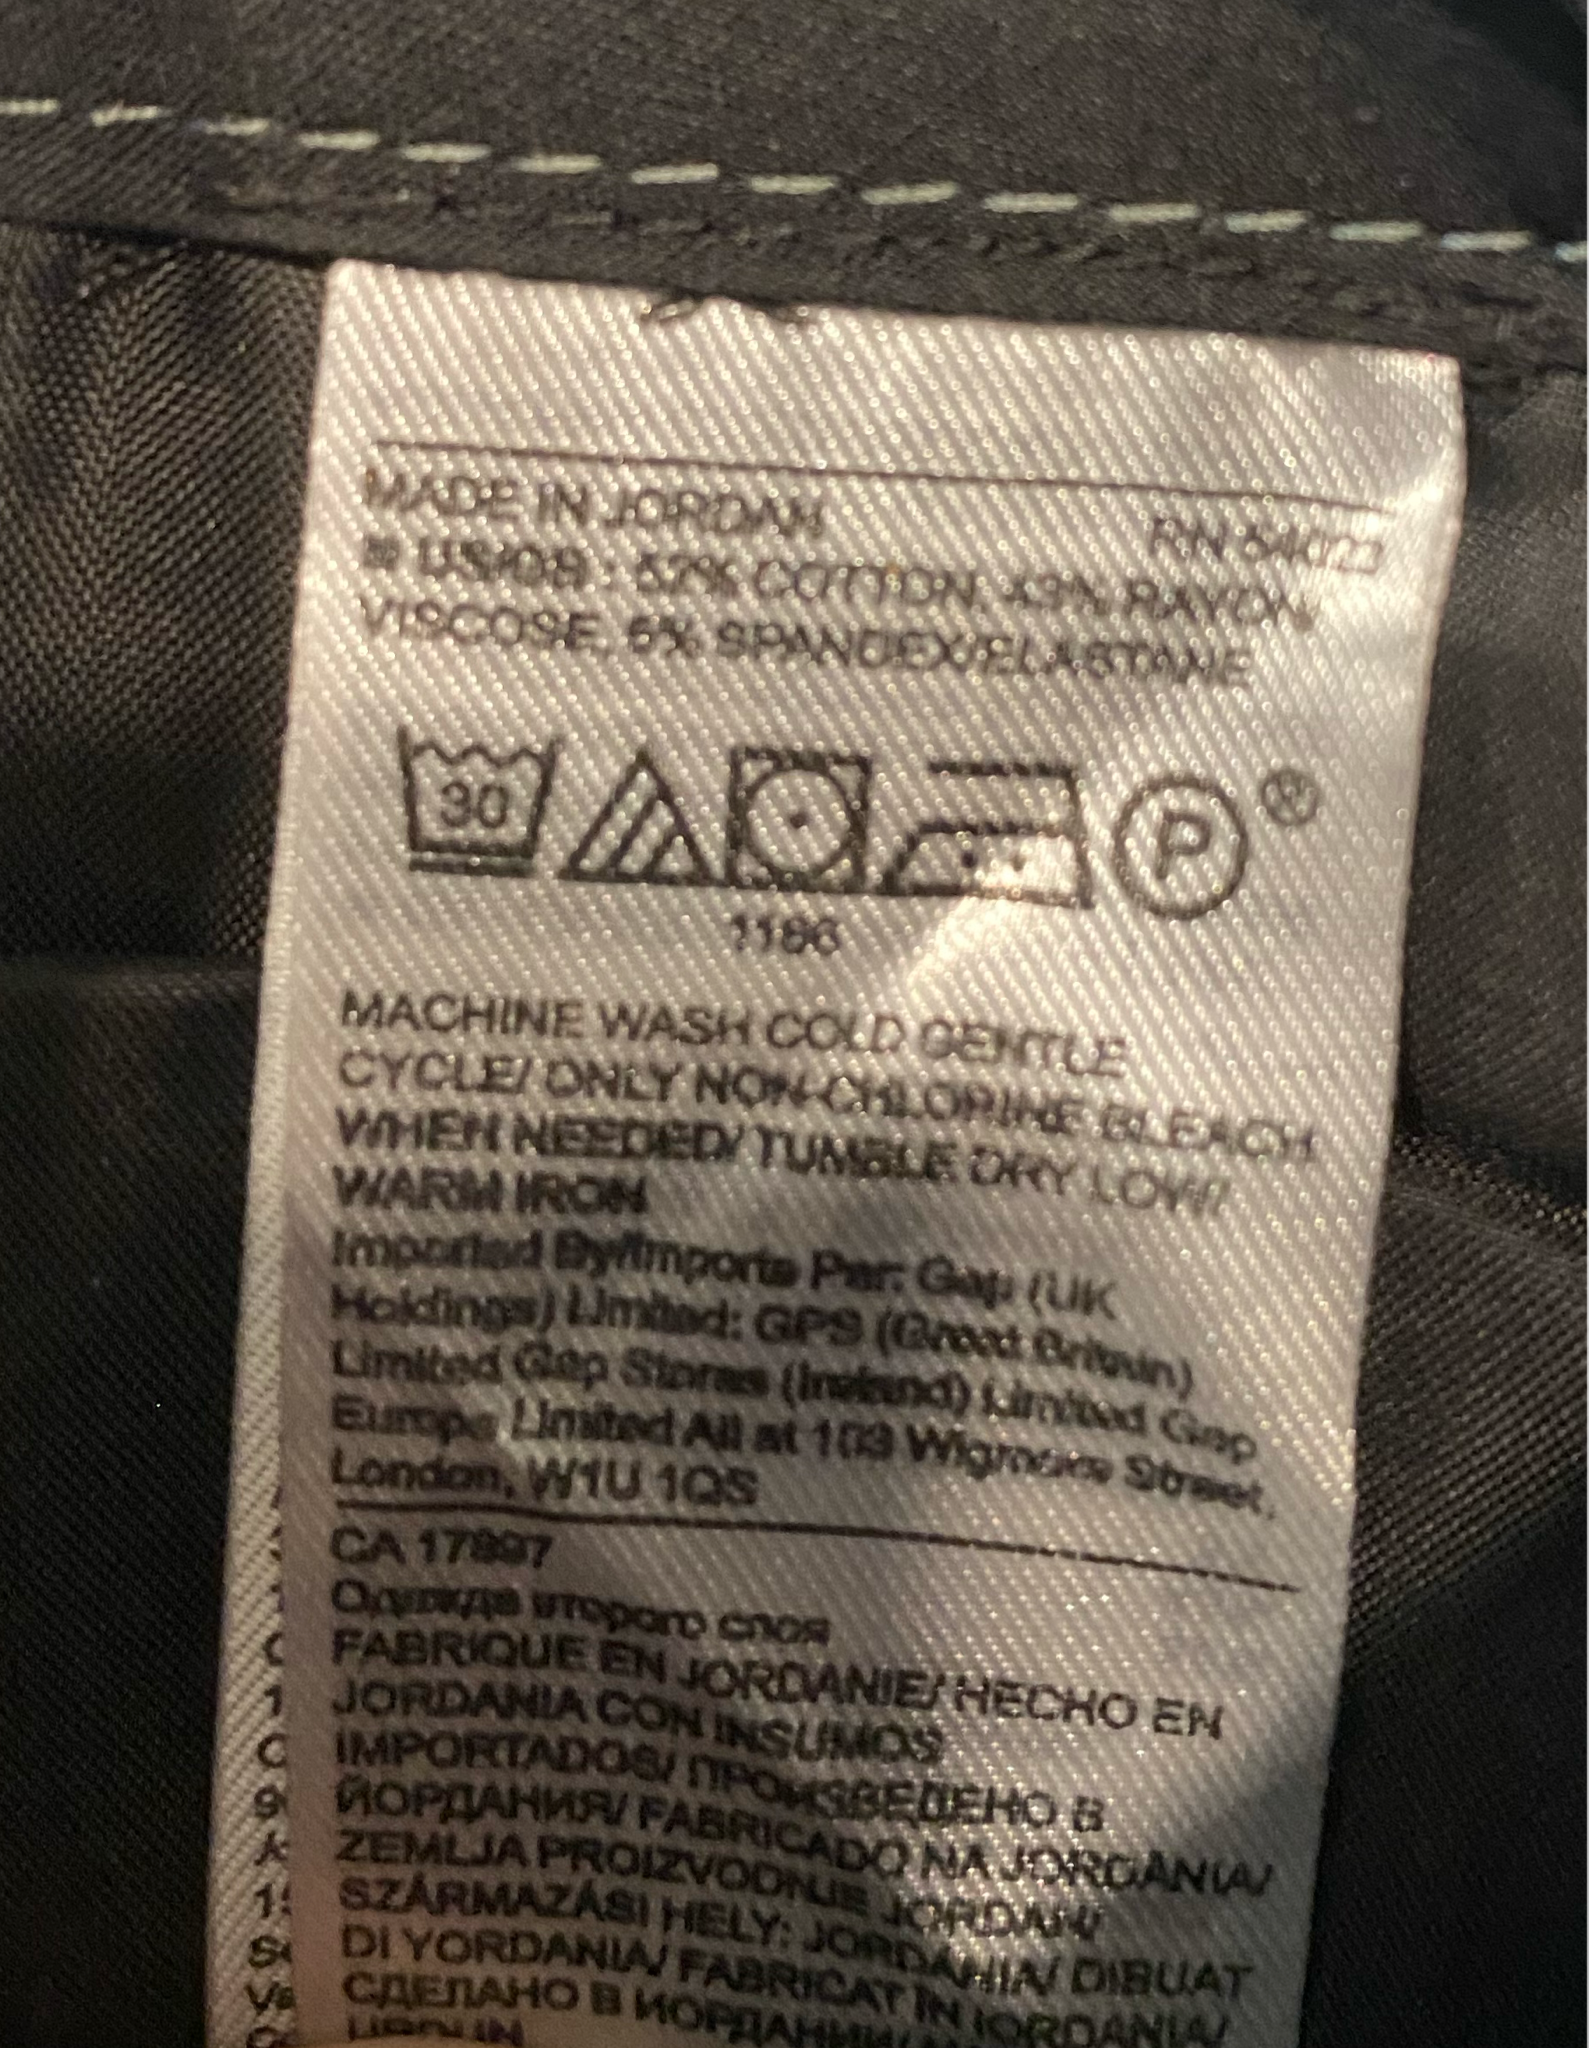 MADE IN JORDAN
US/GB : 52% COTTON, 43% RAYON,
VISCOSE, 5% SPANDEX/ELASTANE
30
P ®
1186
MACHINE WASH COLD GENTLE
CYCLE/ ONLY NON-CHLORINE BLEACH
WHEN NEEDED/ TUMBLE DRY LOW/
WARM IRON
Imported By/Imports Par: Gap (UK
Holdings) Limited: GPS (Great Britain)
Limited Gap Stores (Ireland) Limited Gap
Europe Limited All at 103 Wigmore Street,
London, W1U 1QS
CA 17897
Одежда второго слоя
FABRIQUE EN JORDANIE/ HECHO EN
JORDANIA CON INSUMOS
IMPORTADOS/ ПРОИЗВЕДЕНО В
ЙОРДАНИЯ/ FABRICADO NA JORDÂNIA/
ZEMLJA PROIZVODNJE JORDAN/
SZÁRMAZÁSI HELY: JORDÁNIA/ DIBUAT
DI YORDANIA/ FABRICAT IN IORDANIA/
СДЕЛАНО В ИОРДАНИИ/